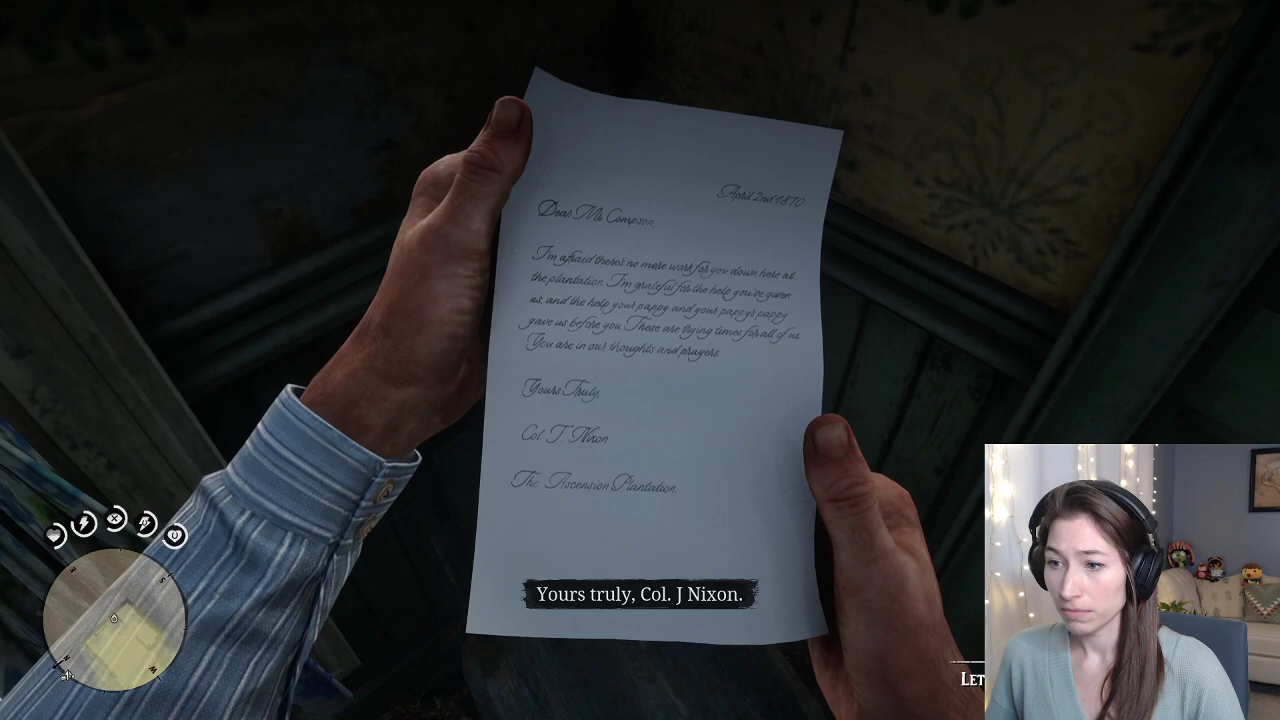 April 2nd 1870
Dear Mr Compson,
I'm afraid there's no more work for you down here at
the plantation. I'm grateful for the help you've given
us, and the help your pappy and your pappy's pappy
gave us before you. These are trying times for all of us.
You are in our thoughts and prayers.
Yours Truly,
Col. J. Nixon
The Ascension Plantation.
Yours truly, Col. J Nixon.
LET